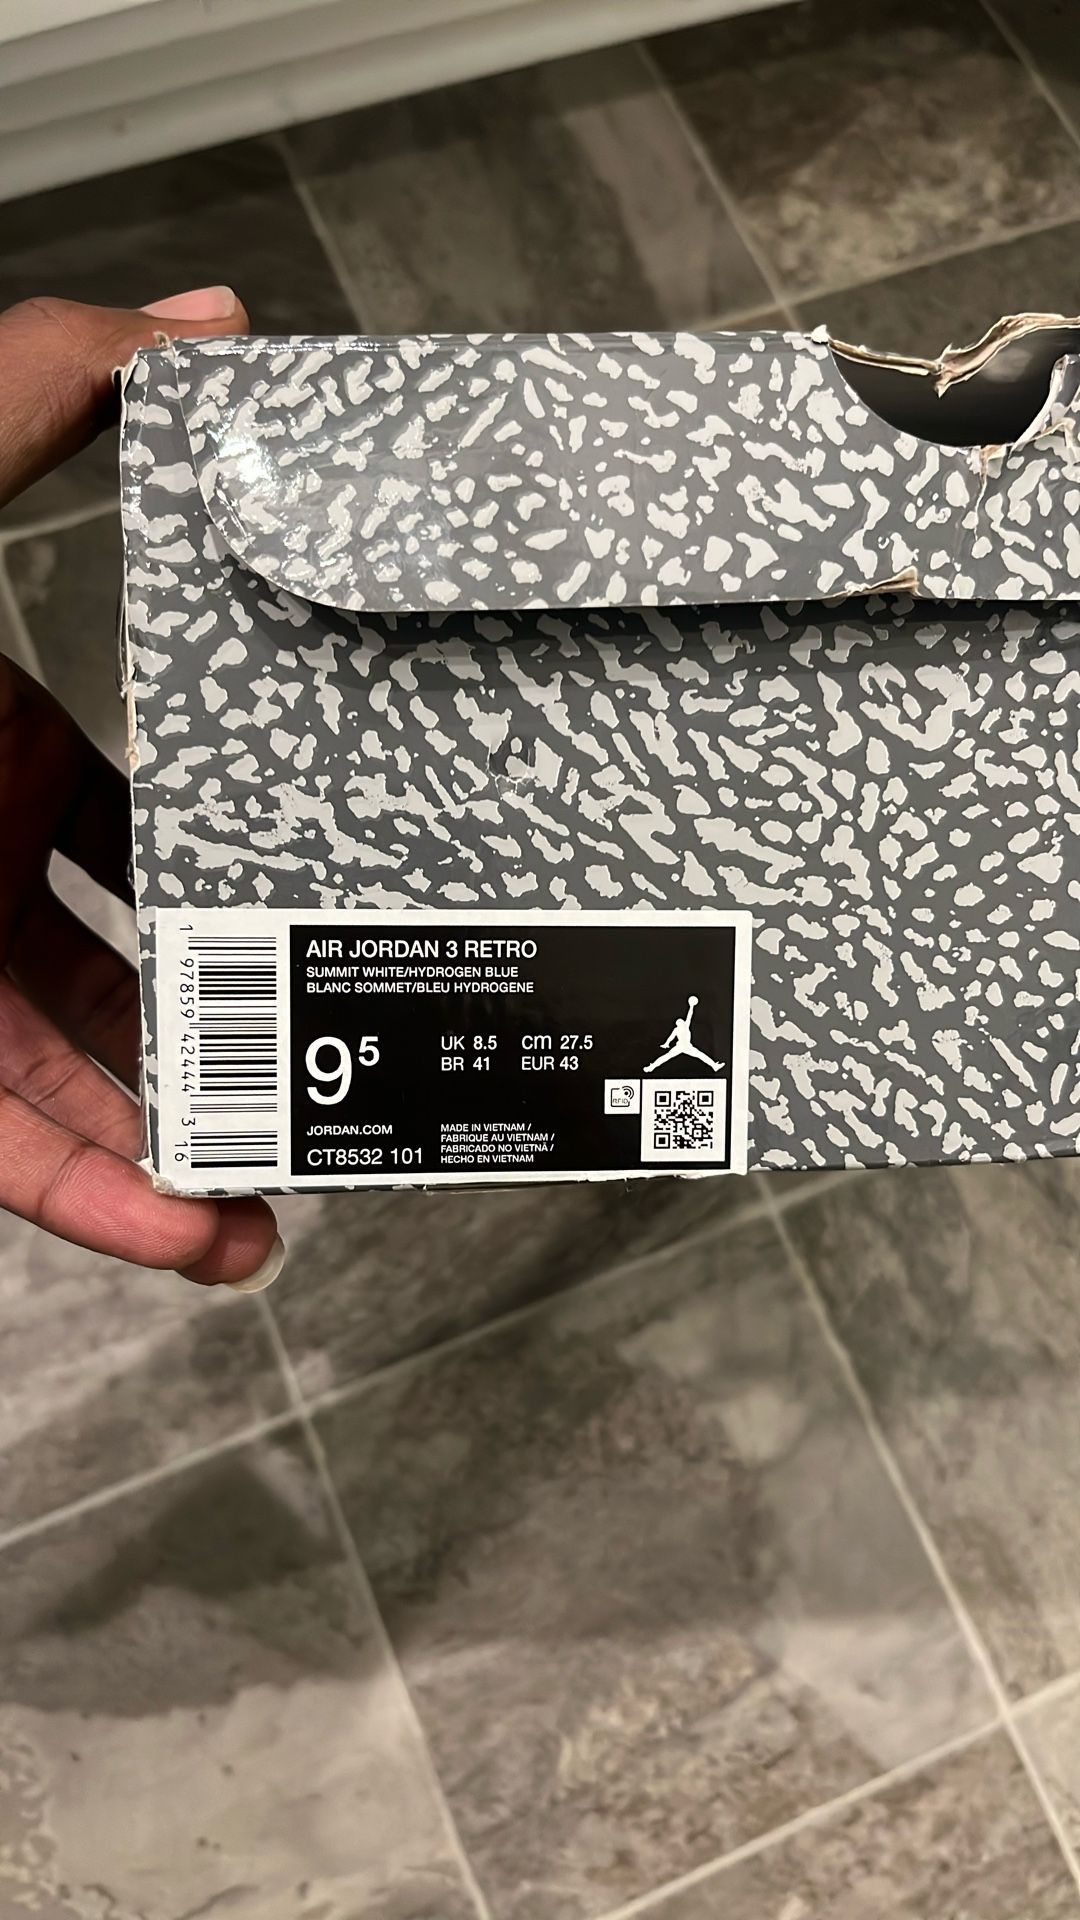 1 97859 42444 3 16
AIR JORDAN 3 RETRO
SUMMIT WHITE/HYDROGEN BLUE
BLANC SOMMET/BLEU HYDROGENE
9⁵
UK 8.5 cm 27.5
BR 41 EUR 43
RFID
JORDAN.COM
CT8532 101
MADE IN VIETNAM /
FABRIQUE AU VIETNAM /
FABRICADO NO VIETNÃ /
HECHO EN VIETNAM